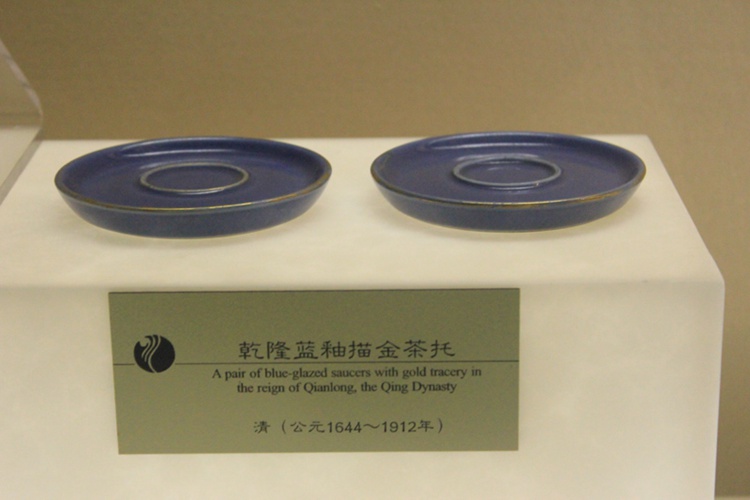 乾隆蓝釉描金茶托
A pair of blue-glazed saucers with gold tracery in
the reign of Qianlong, the Qing Dynasty
清（公元1644～1912年）